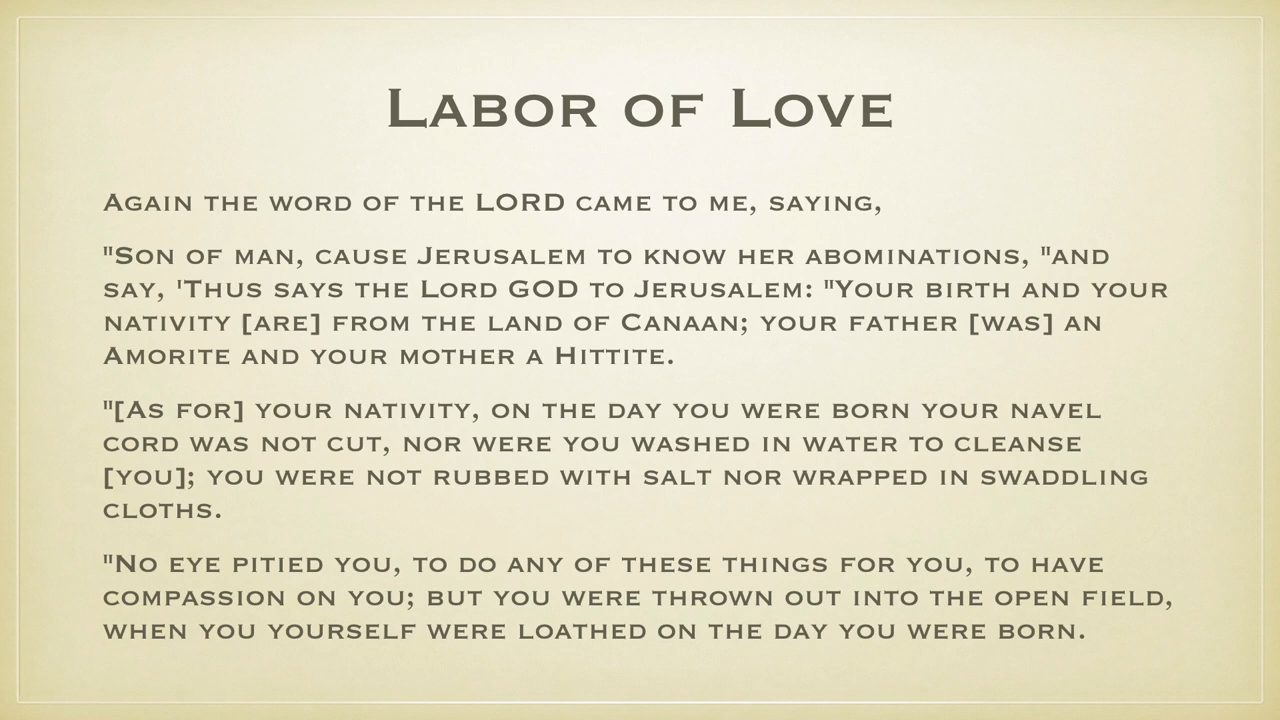 Labor of Love
Again the word of the LORD came to me, saying,
"Son of man, cause Jerusalem to know her abominations, "and
say, 'Thus says the Lord GOD to Jerusalem: "Your birth and your
nativity [are] from the land of Canaan; your father [was] an
Amorite and your mother a Hittite.
"[As for] your nativity, on the day you were born your navel
cord was not cut, nor were you washed in water to cleanse
[you]; you were not rubbed with salt nor wrapped in swaddling
cloths.
"No eye pitied you, to do any of these things for you, to have
compassion on you; but you were thrown out into the open field,
when you yourself were loathed on the day you were born.